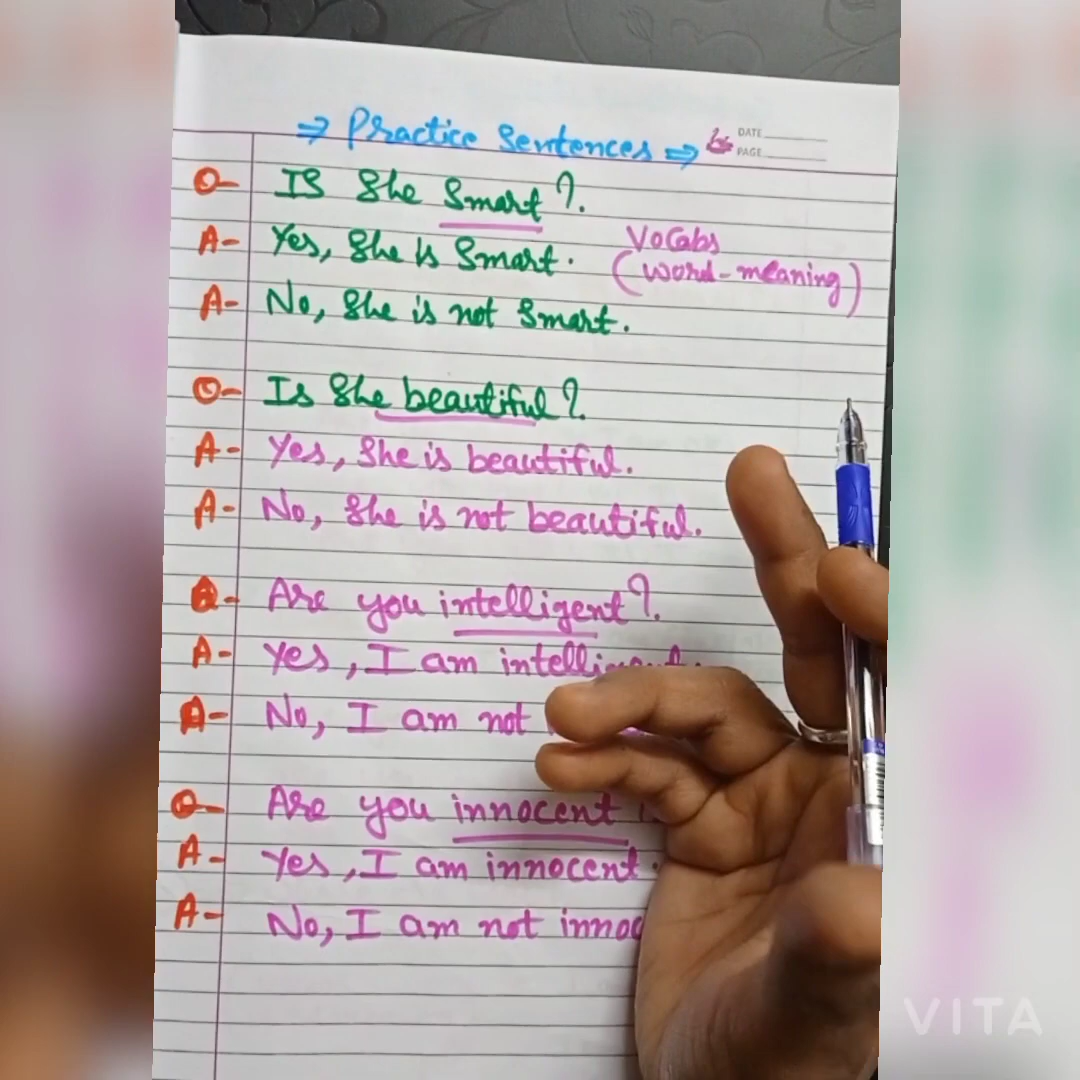 ⇒ Practice Sentences ⇒
DATE
PAGE
Q- IS She Smart ?.
A- Yes, She is Smart.
Vocabs
(word-meaning)
A- No, She is not Smart.
Q- Is She beautiful ?.
A- Yes, She is beautiful.
A- No, She is not beautiful.
Q- Are you intelligent ?.
A- Yes, I am intelligent.
A- No, I am not
Q- Are you innocent
A- Yes, I am innocent.
A- No, I am not innoc
VITA